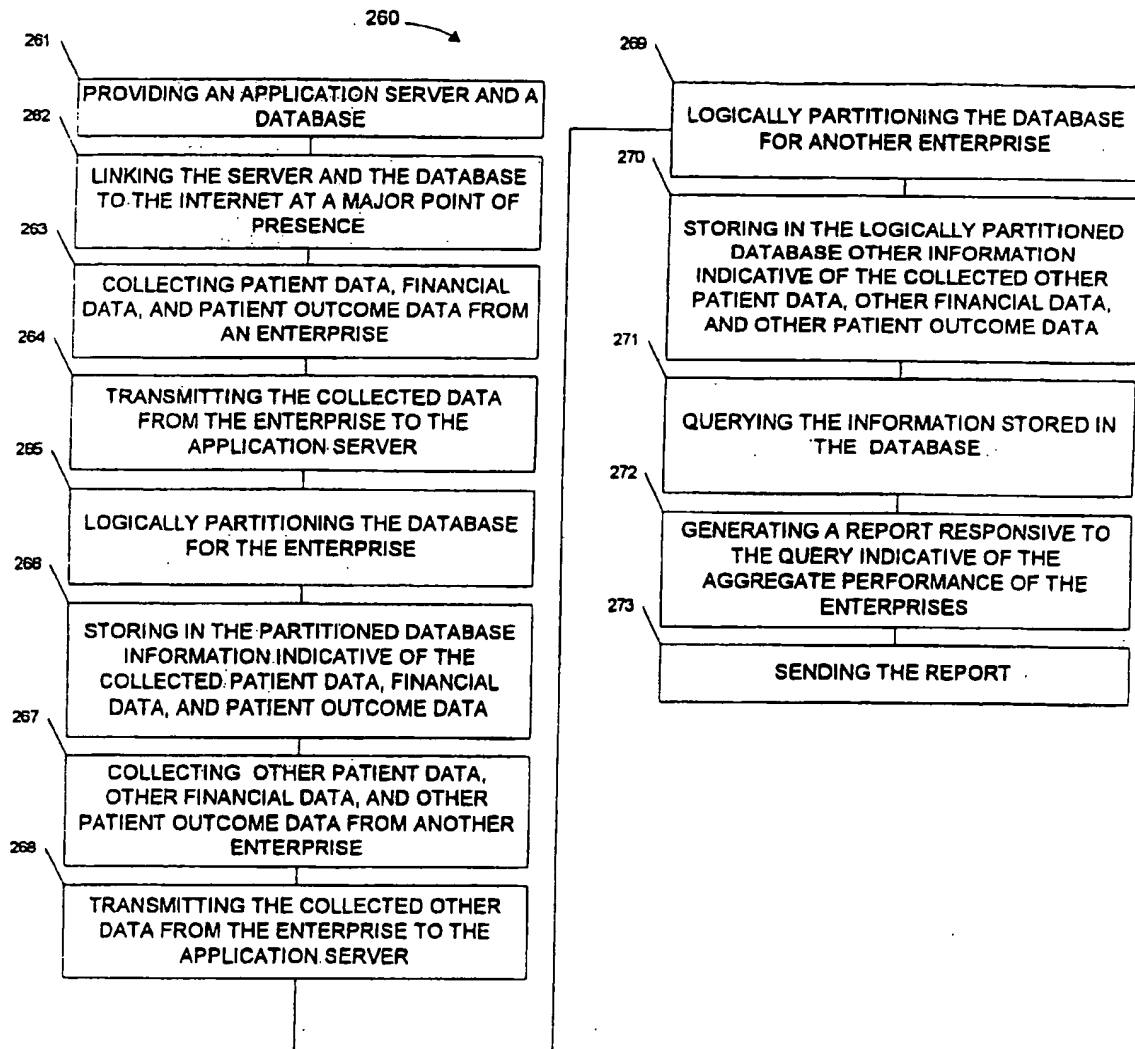 260
261
PROVIDING AN APPLICATION SERVER AND A
DATABASE
262
LINKING THE SERVER AND THE DATABASE
TO THE INTERNET AT A MAJOR POINT OF
PRESENCE
263
COLLECTING PATIENT DATA, FINANCIAL
DATA, AND PATIENT OUTCOME DATA FROM
AN ENTERPRISE
264
TRANSMITTING THE COLLECTED DATA
FROM THE ENTERPRISE TO THE
APPLICATION SERVER
265
LOGICALLY PARTITIONING THE DATABASE
FOR THE ENTERPRISE
266
STORING IN THE PARTITIONED DATABASE
INFORMATION INDICATIVE OF THE
COLLECTED PATIENT DATA, FINANCIAL
DATA, AND PATIENT OUTCOME DATA
267
COLLECTING OTHER PATIENT DATA,
OTHER FINANCIAL DATA, AND OTHER
PATIENT OUTCOME DATA FROM ANOTHER
ENTERPRISE
268
TRANSMITTING THE COLLECTED OTHER
DATA FROM THE ENTERPRISE TO THE
APPLICATION SERVER
269
LOGICALLY PARTITIONING THE DATABASE
FOR ANOTHER ENTERPRISE
270
STORING IN THE LOGICALLY PARTITIONED
DATABASE OTHER INFORMATION
INDICATIVE OF THE COLLECTED OTHER
PATIENT DATA, OTHER FINANCIAL DATA,
AND OTHER PATIENT OUTCOME DATA
271
QUERYING THE INFORMATION STORED IN
THE DATABASE
272
GENERATING A REPORT RESPONSIVE TO
THE QUERY INDICATIVE OF THE
AGGREGATE PERFORMANCE OF THE
ENTERPRISES
273
SENDING THE REPORT